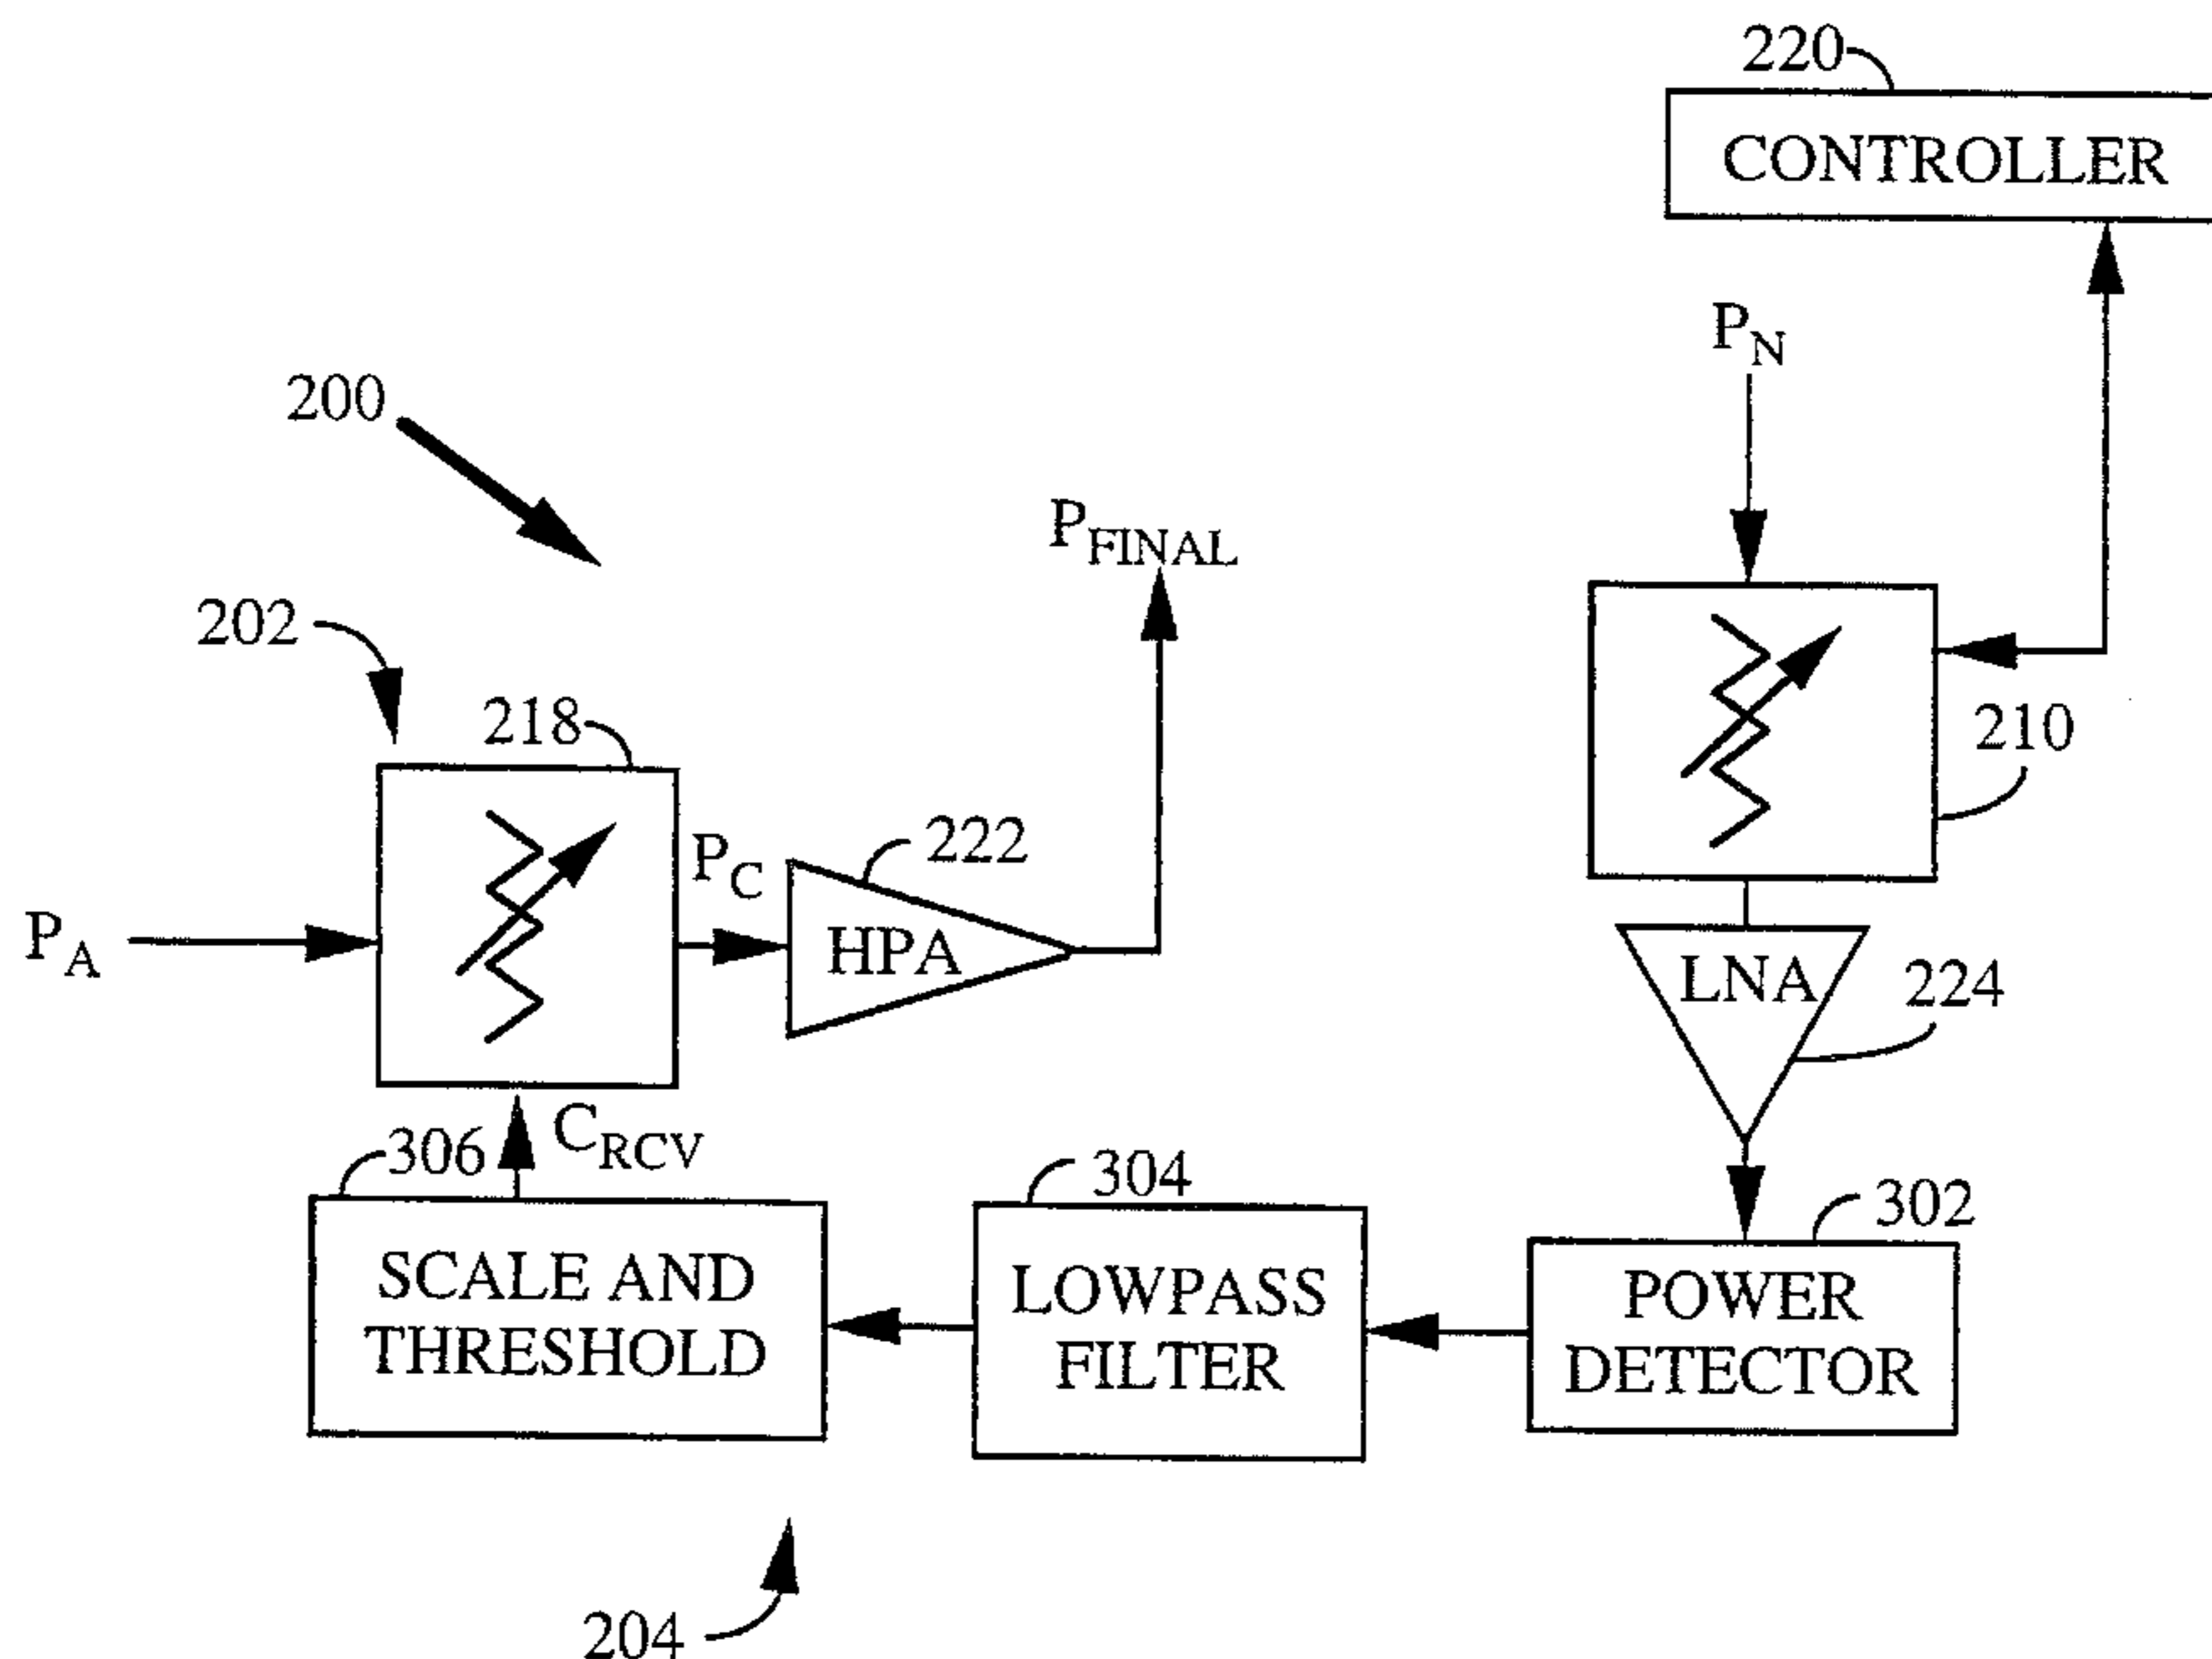 220
CONTROLLER
P_N
200
P_FINAL
202
218
210
P_C
222
HPA
P_A
LNA
224
C_RCV
306
304
302
SCALE AND
THRESHOLD
LOWPASS
FILTER
POWER
DETECTOR
204